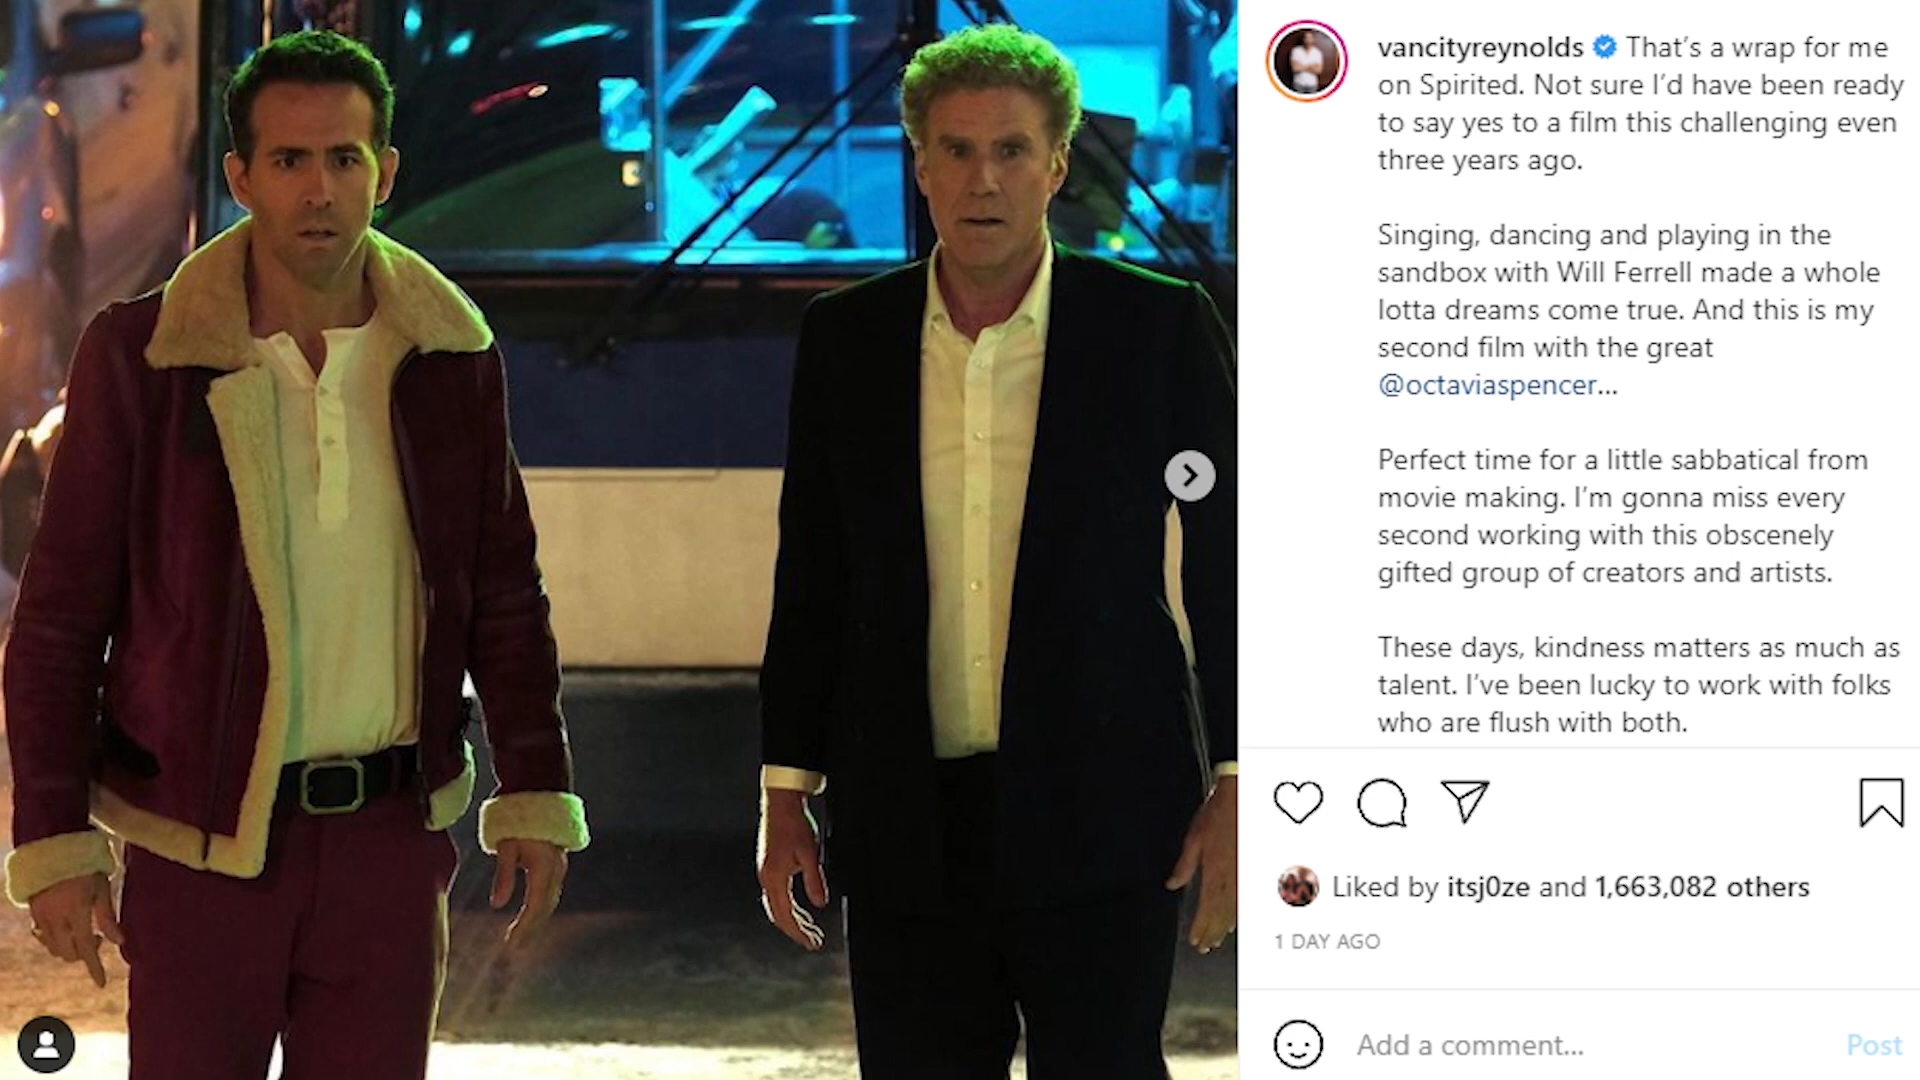 vancityreynolds That’s a wrap for me
on Spirited. Not sure I’d have been ready
to say yes to a film this challenging even
three years ago.
Singing, dancing and playing in the
sandbox with Will Ferrell made a whole
lotta dreams come true. And this is my
second film with the great
@octaviaspencer...
Perfect time for a little sabbatical from
movie making. I’m gonna miss every
second working with this obscenely
gifted group of creators and artists.
These days, kindness matters as much as
talent. I’ve been lucky to work with folks
who are flush with both.
Liked by itsj0ze and 1,663,082 others
1 DAY AGO
Add a comment... Post